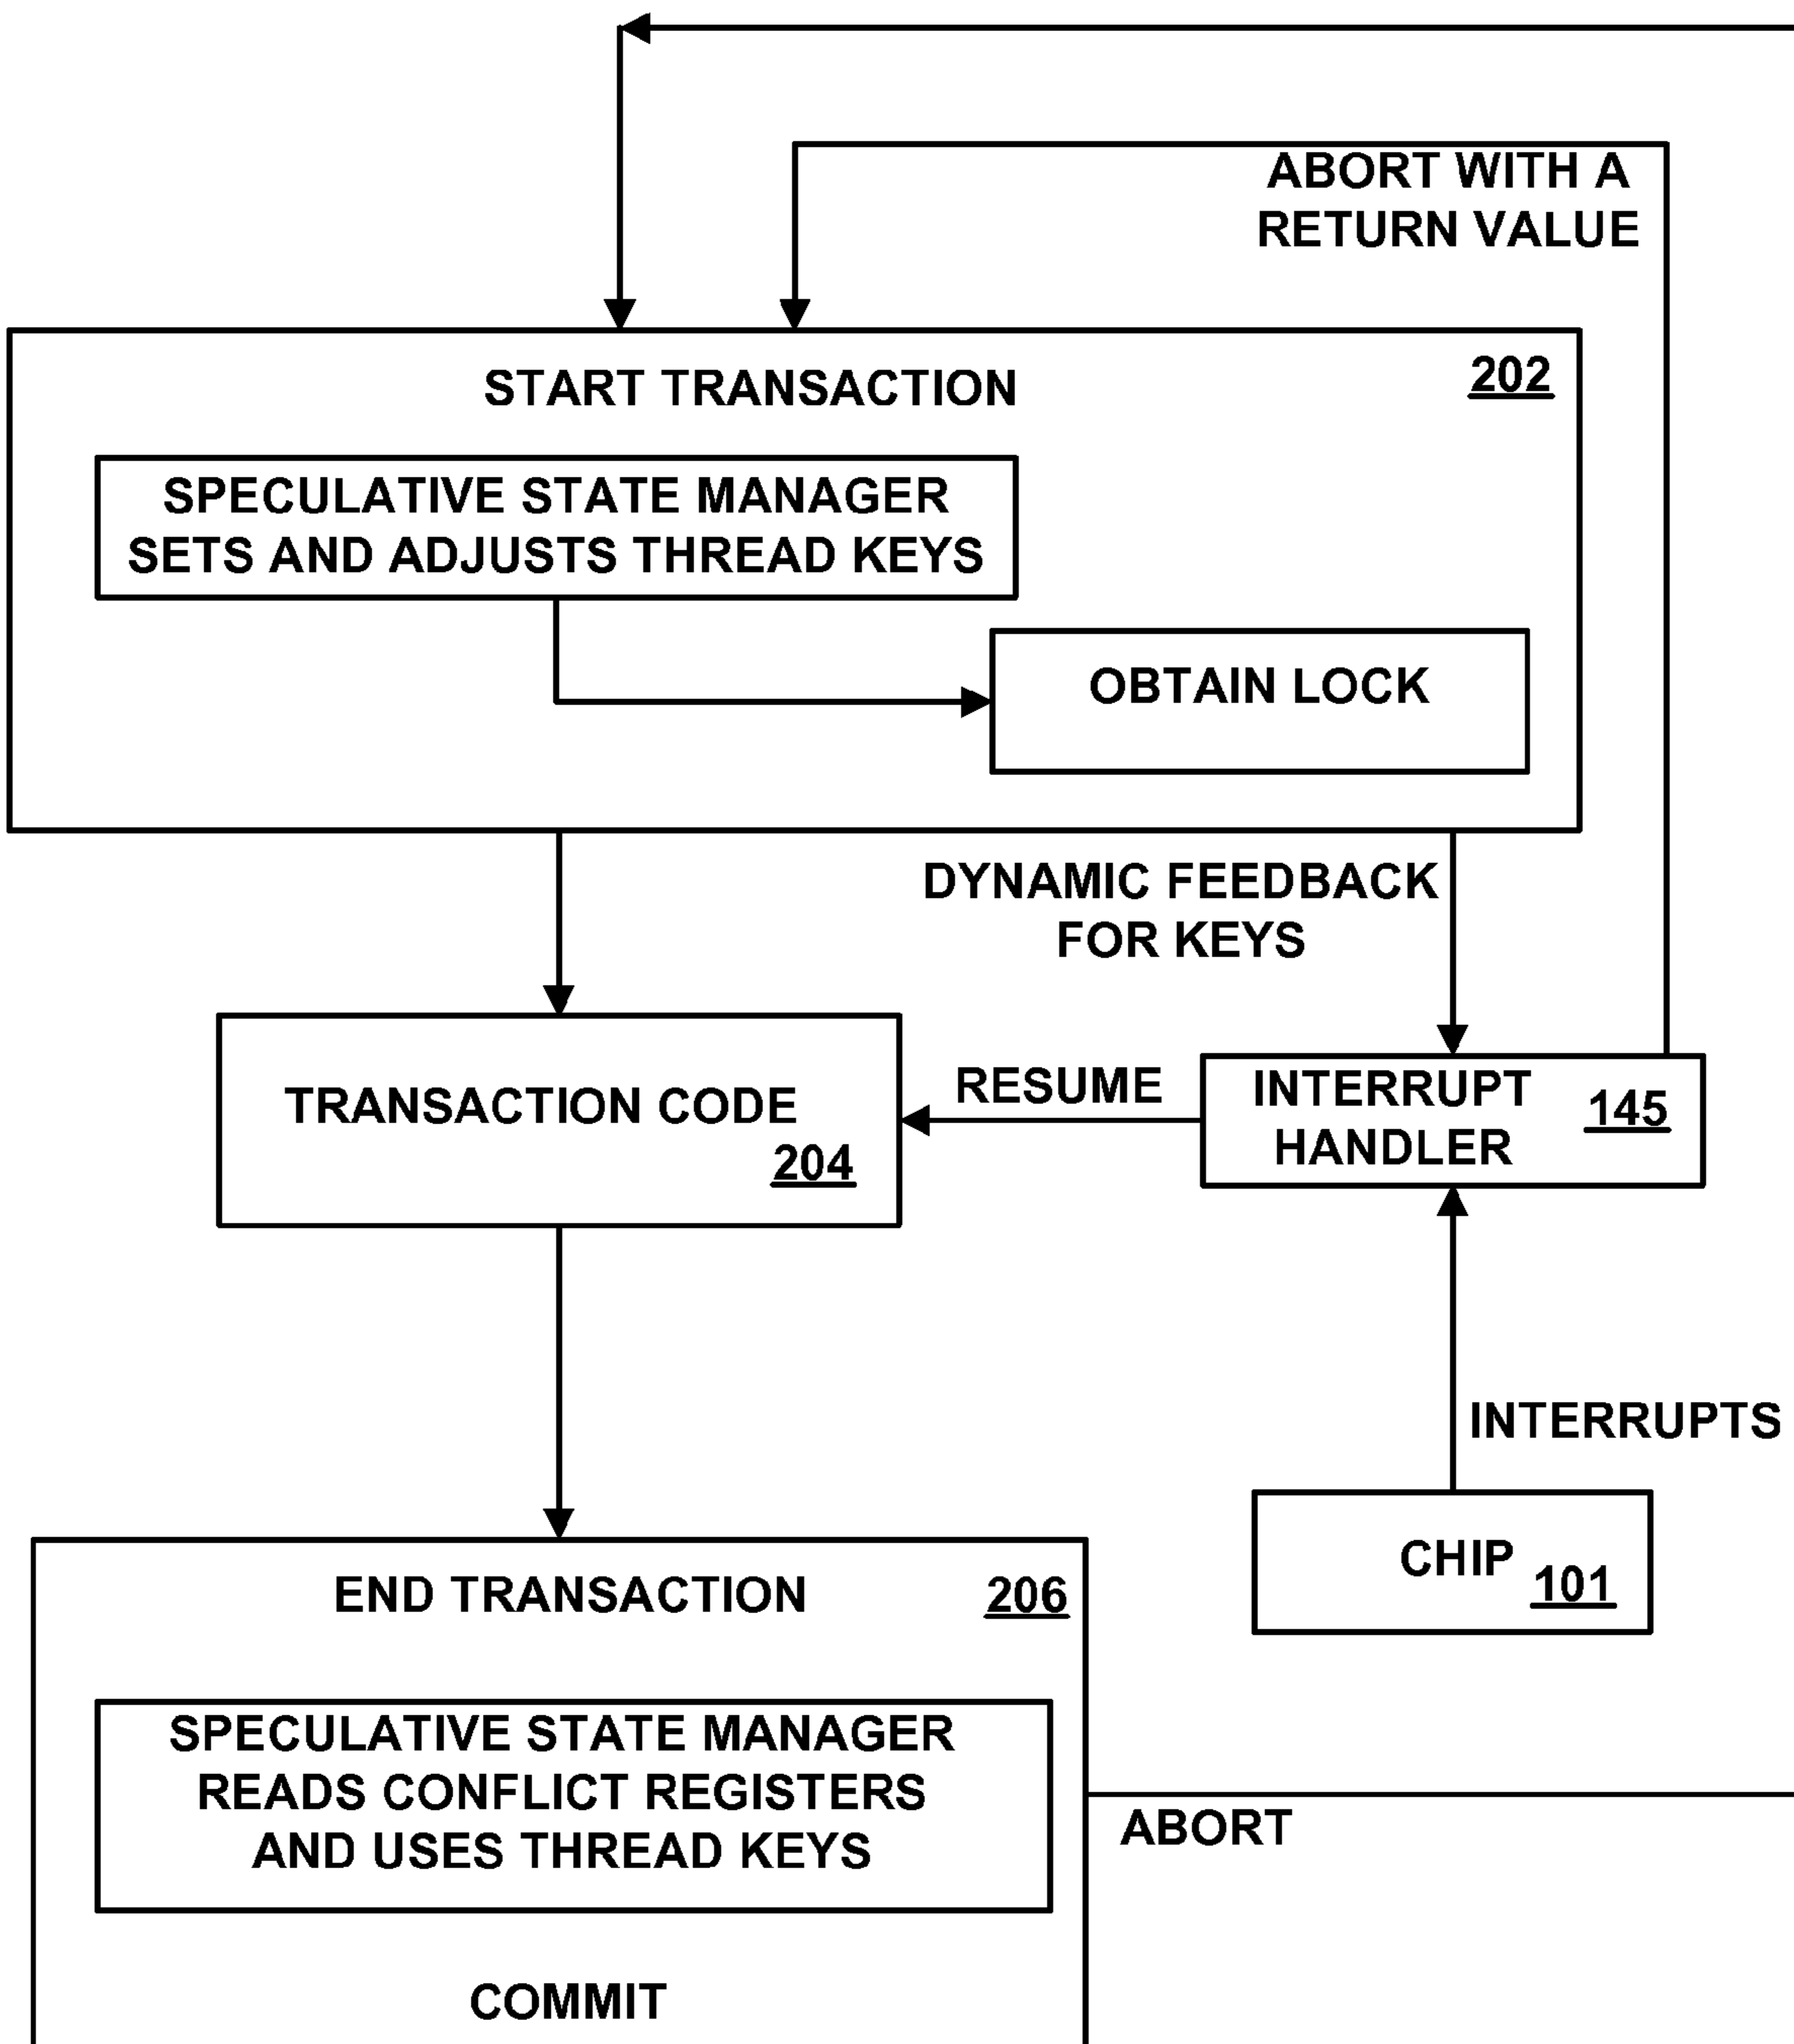 ABORT WITH A
RETURN VALUE
START TRANSACTION
202
SPECULATIVE STATE MANAGER
SETS AND ADJUSTS THREAD KEYS
OBTAIN LOCK
DYNAMIC FEEDBACK
FOR KEYS
TRANSACTION CODE
204
RESUME
INTERRUPT
HANDLER
145
INTERRUPTS
CHIP
101
END TRANSACTION
206
SPECULATIVE STATE MANAGER
READS CONFLICT REGISTERS
AND USES THREAD KEYS
ABORT
COMMIT